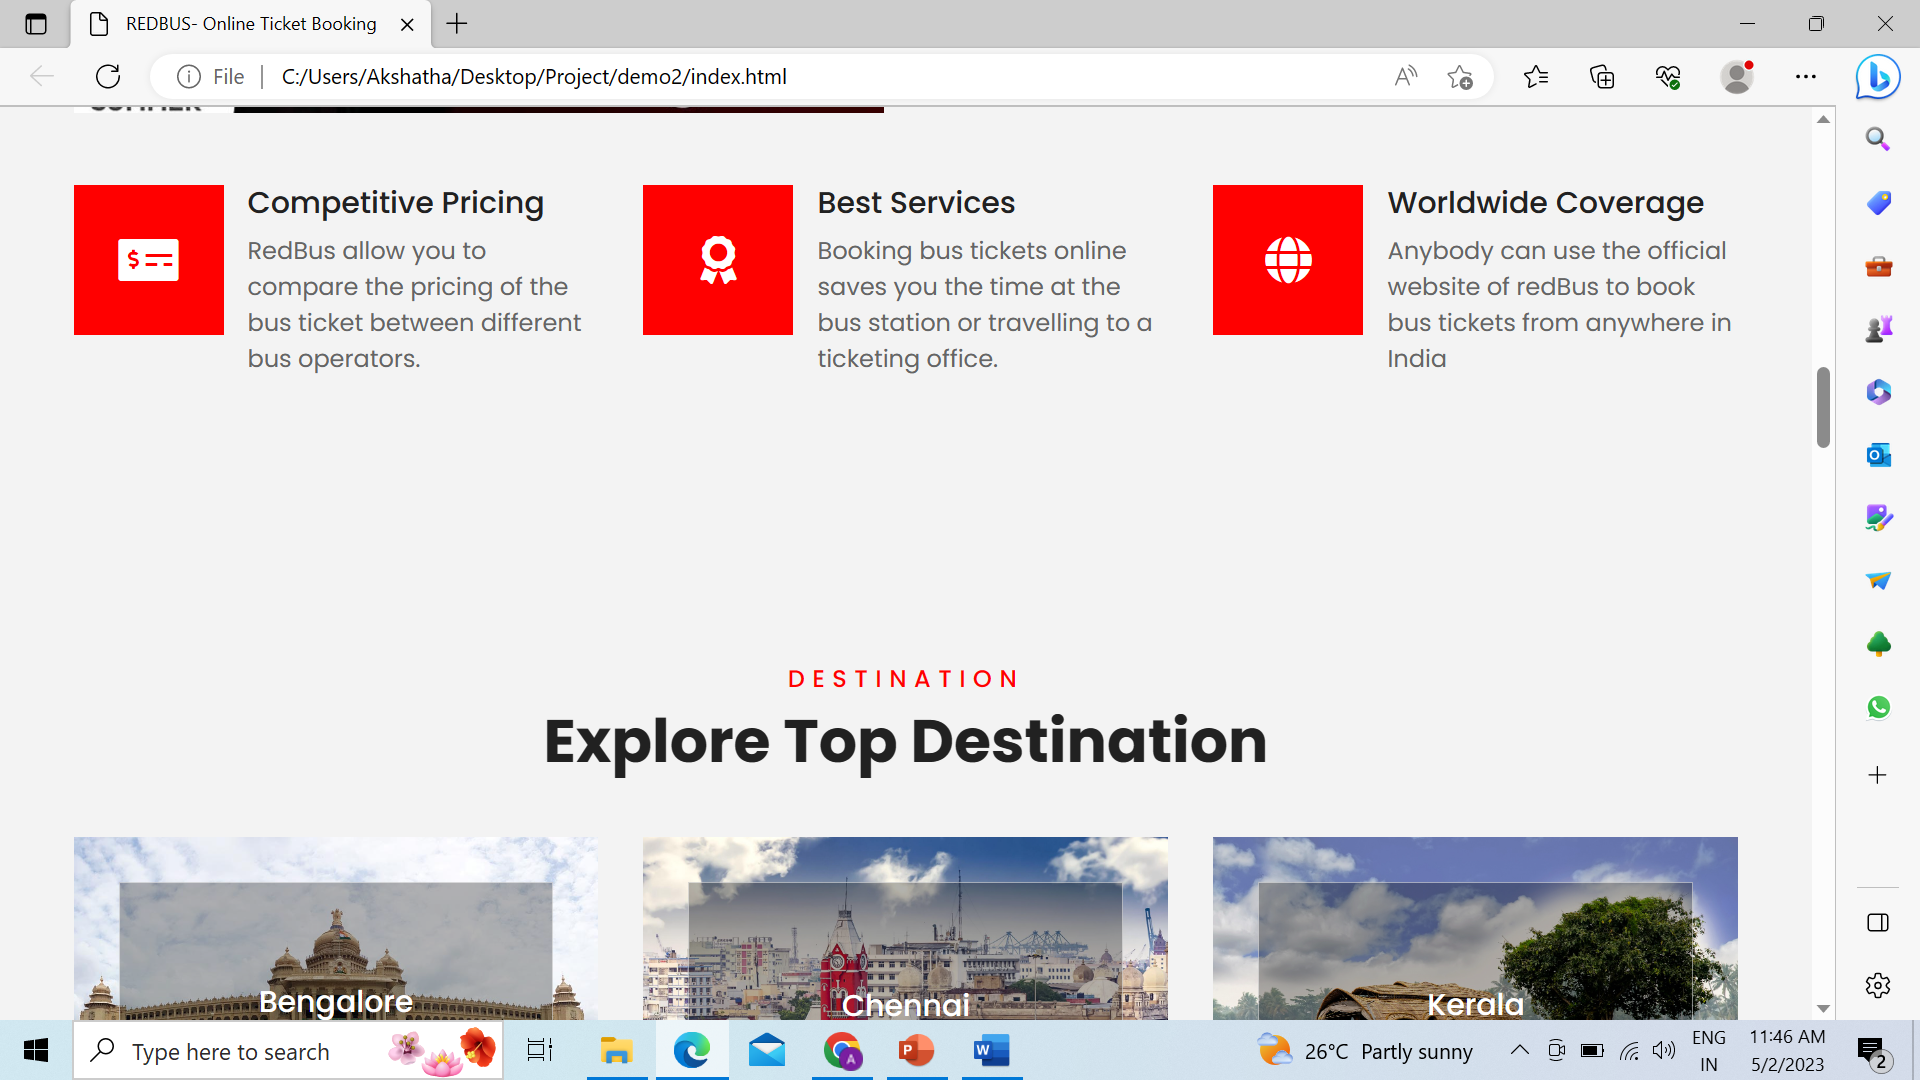 REDBUS- Online Ticket Booking
File
C:/Users/Akshatha/Desktop/Project/demo2/index.html
SUMMER
Competitive Pricing
RedBus allow you to
compare the pricing of the
bus ticket between different
bus operators.
Best Services
Booking bus tickets online
saves you the time at the
bus station or travelling to a
ticketing office.
Worldwide Coverage
Anybody can use the official
website of redBus to book
bus tickets from anywhere in
India
DESTINATION
Explore Top Destination
Bengalore
Chennai
Kerala
Type here to search
26°C Partly sunny
ENG
IN
11:46 AM
5/2/2023
2